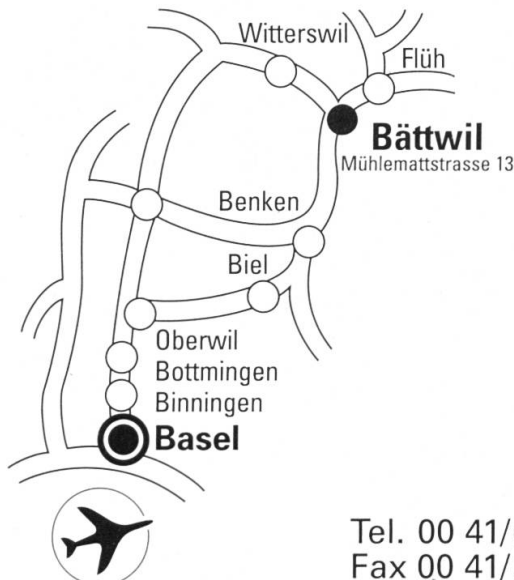 Witterswil
Flüh
Bättwil
Mühlemattstrasse 13
Benken
Biel
Oberwil
Bottmingen
Binningen
Basel
Tel. 00 41/
Fax 00 41/